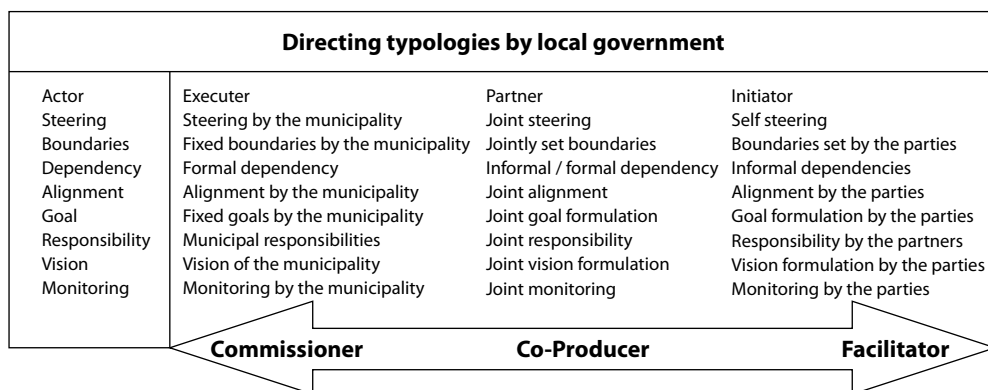 Directing typologies by local government
Actor Executer Partner Initiator
Steering Steering by the municipality Joint steering Self steering
Boundaries Fixed boundaries by the municipality Jointly set boundaries Boundaries set by the parties
Dependency Formal dependency Informal / formal dependency Informal dependencies
Alignment Alignment by the municipality Joint alignment Alignment by the parties
Goal Fixed goals by the municipality Joint goal formulation Goal formulation by the parties
Responsibility Municipal responsibilities Joint responsibility Responsibility by the partners
Vision Vision of the municipality Joint vision formulation Vision formulation by the parties
Monitoring Monitoring by the municipality Joint monitoring Monitoring by the parties
Commissioner Co-Producer Facilitator